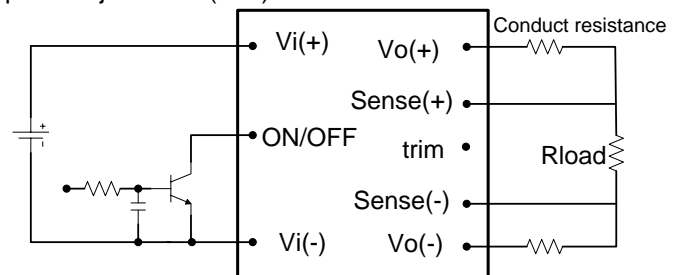 Conduct resistance
Vi(+)
Vo(+)
Sense(+)
ON/OFF
trim
Rload
Sense(-)
Vi(-)
Vo(-)
+
-